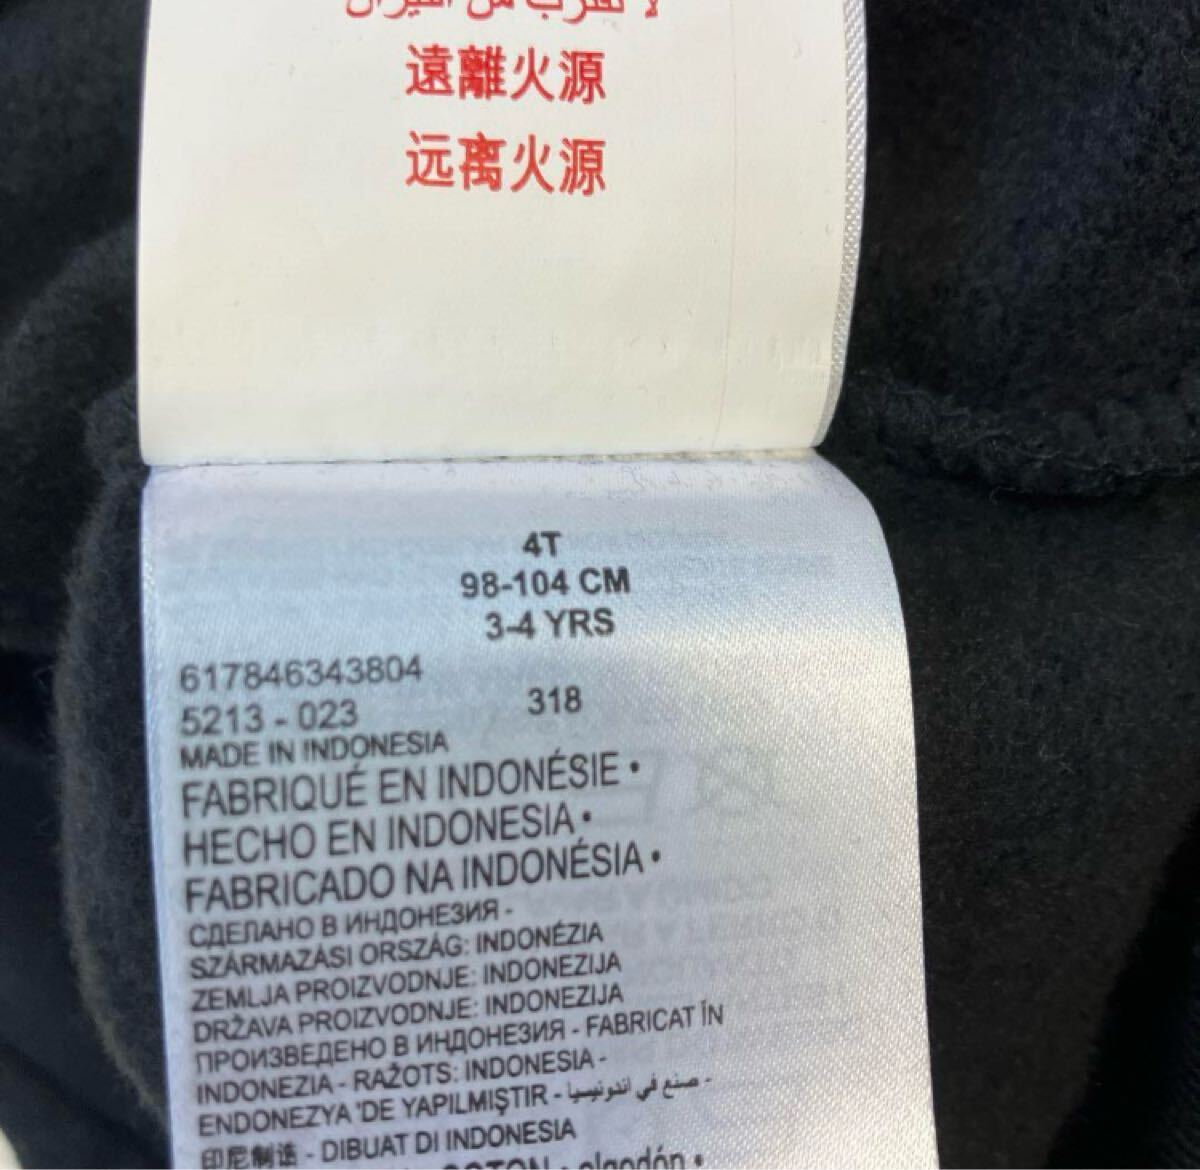 遠離火源
远离火源
4T
98-104 CM
3-4 YRS
617846343804
5213 - 023 318
MADE IN INDONESIA
FABRIQUÉ EN INDONÉSIE •
HECHO EN INDONESIA •
FABRICADO NA INDONÉSIA •
СДЕЛАНО В ИНДОНЕЗИЯ -
SZÁRMAZÁSI ORSZÁG: INDONÉZIA
ZEMLJA PROIZVODNJE: INDONEZIJA
DRŽAVA PROIZVODNJE: INDONEZIJA
ПРОИЗВЕДЕНО В ИНДОНЕЗИЯ - FABRICAT ÎN
INDONEZIA - RAŽOTS: INDONESIA -
ENDONEZYA 'DE YAPILMIŞTIR - صنع في اندونيسيا -
印尼制造 - DIBUAT DI INDONESIA
COTON • algodón •